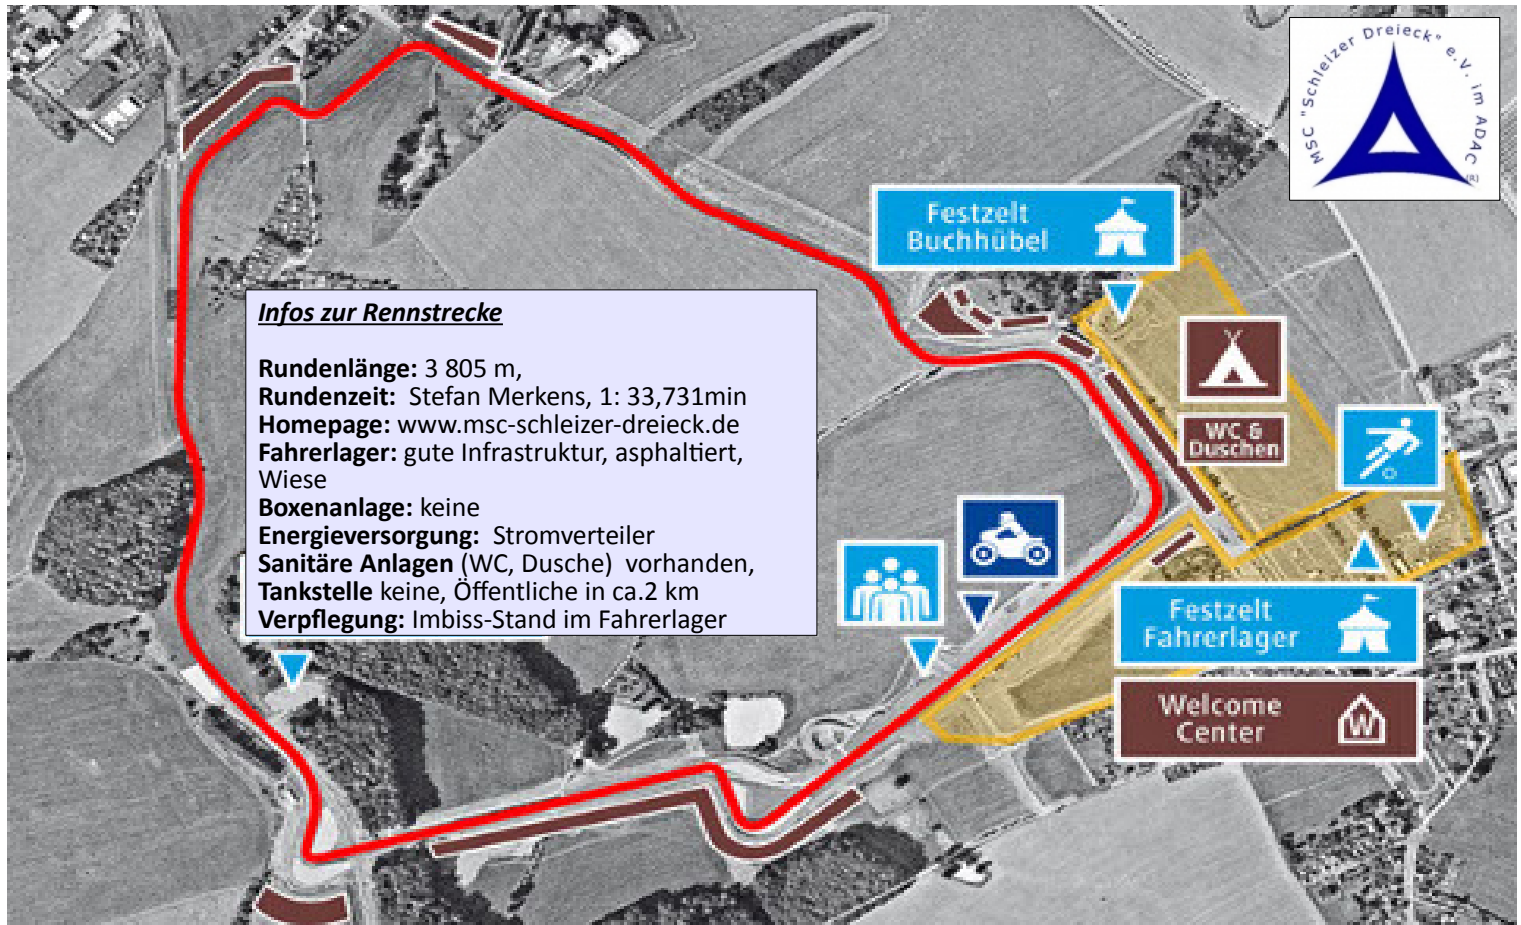 MSC "Schleizer Dreieck" e.V. im ADAC
(R)
Festzelt
Buchhübel
Infos zur Rennstrecke
Rundenlänge: 3 805 m,
Rundenzeit:  Stefan Merkens, 1: 33,731min
Homepage: www.msc-schleizer-dreieck.de
Fahrerlager: gute Infrastruktur, asphaltiert,
Wiese
Boxenanlage: keine
Energieversorgung:  Stromverteiler
Sanitäre Anlagen (WC, Dusche)  vorhanden,
Tankstelle keine, Öffentliche in ca.2 km
Verpflegung: Imbiss-Stand im Fahrerlager
WC &
Duschen
Festzelt
Fahrerlager
Welcome
Center
W